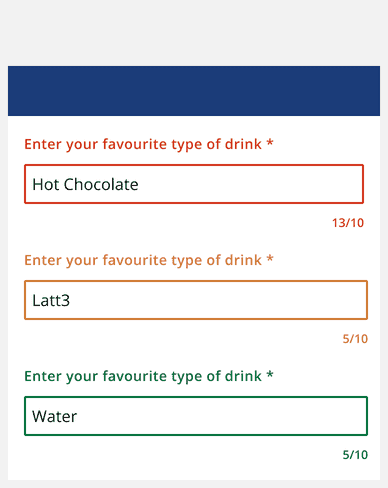 Enter your favourite type of drink *
Hot Chocolate
13/10
Enter your favourite type of drink *
Latt3
5/10
Enter your favourite type of drink *
Water
5/10